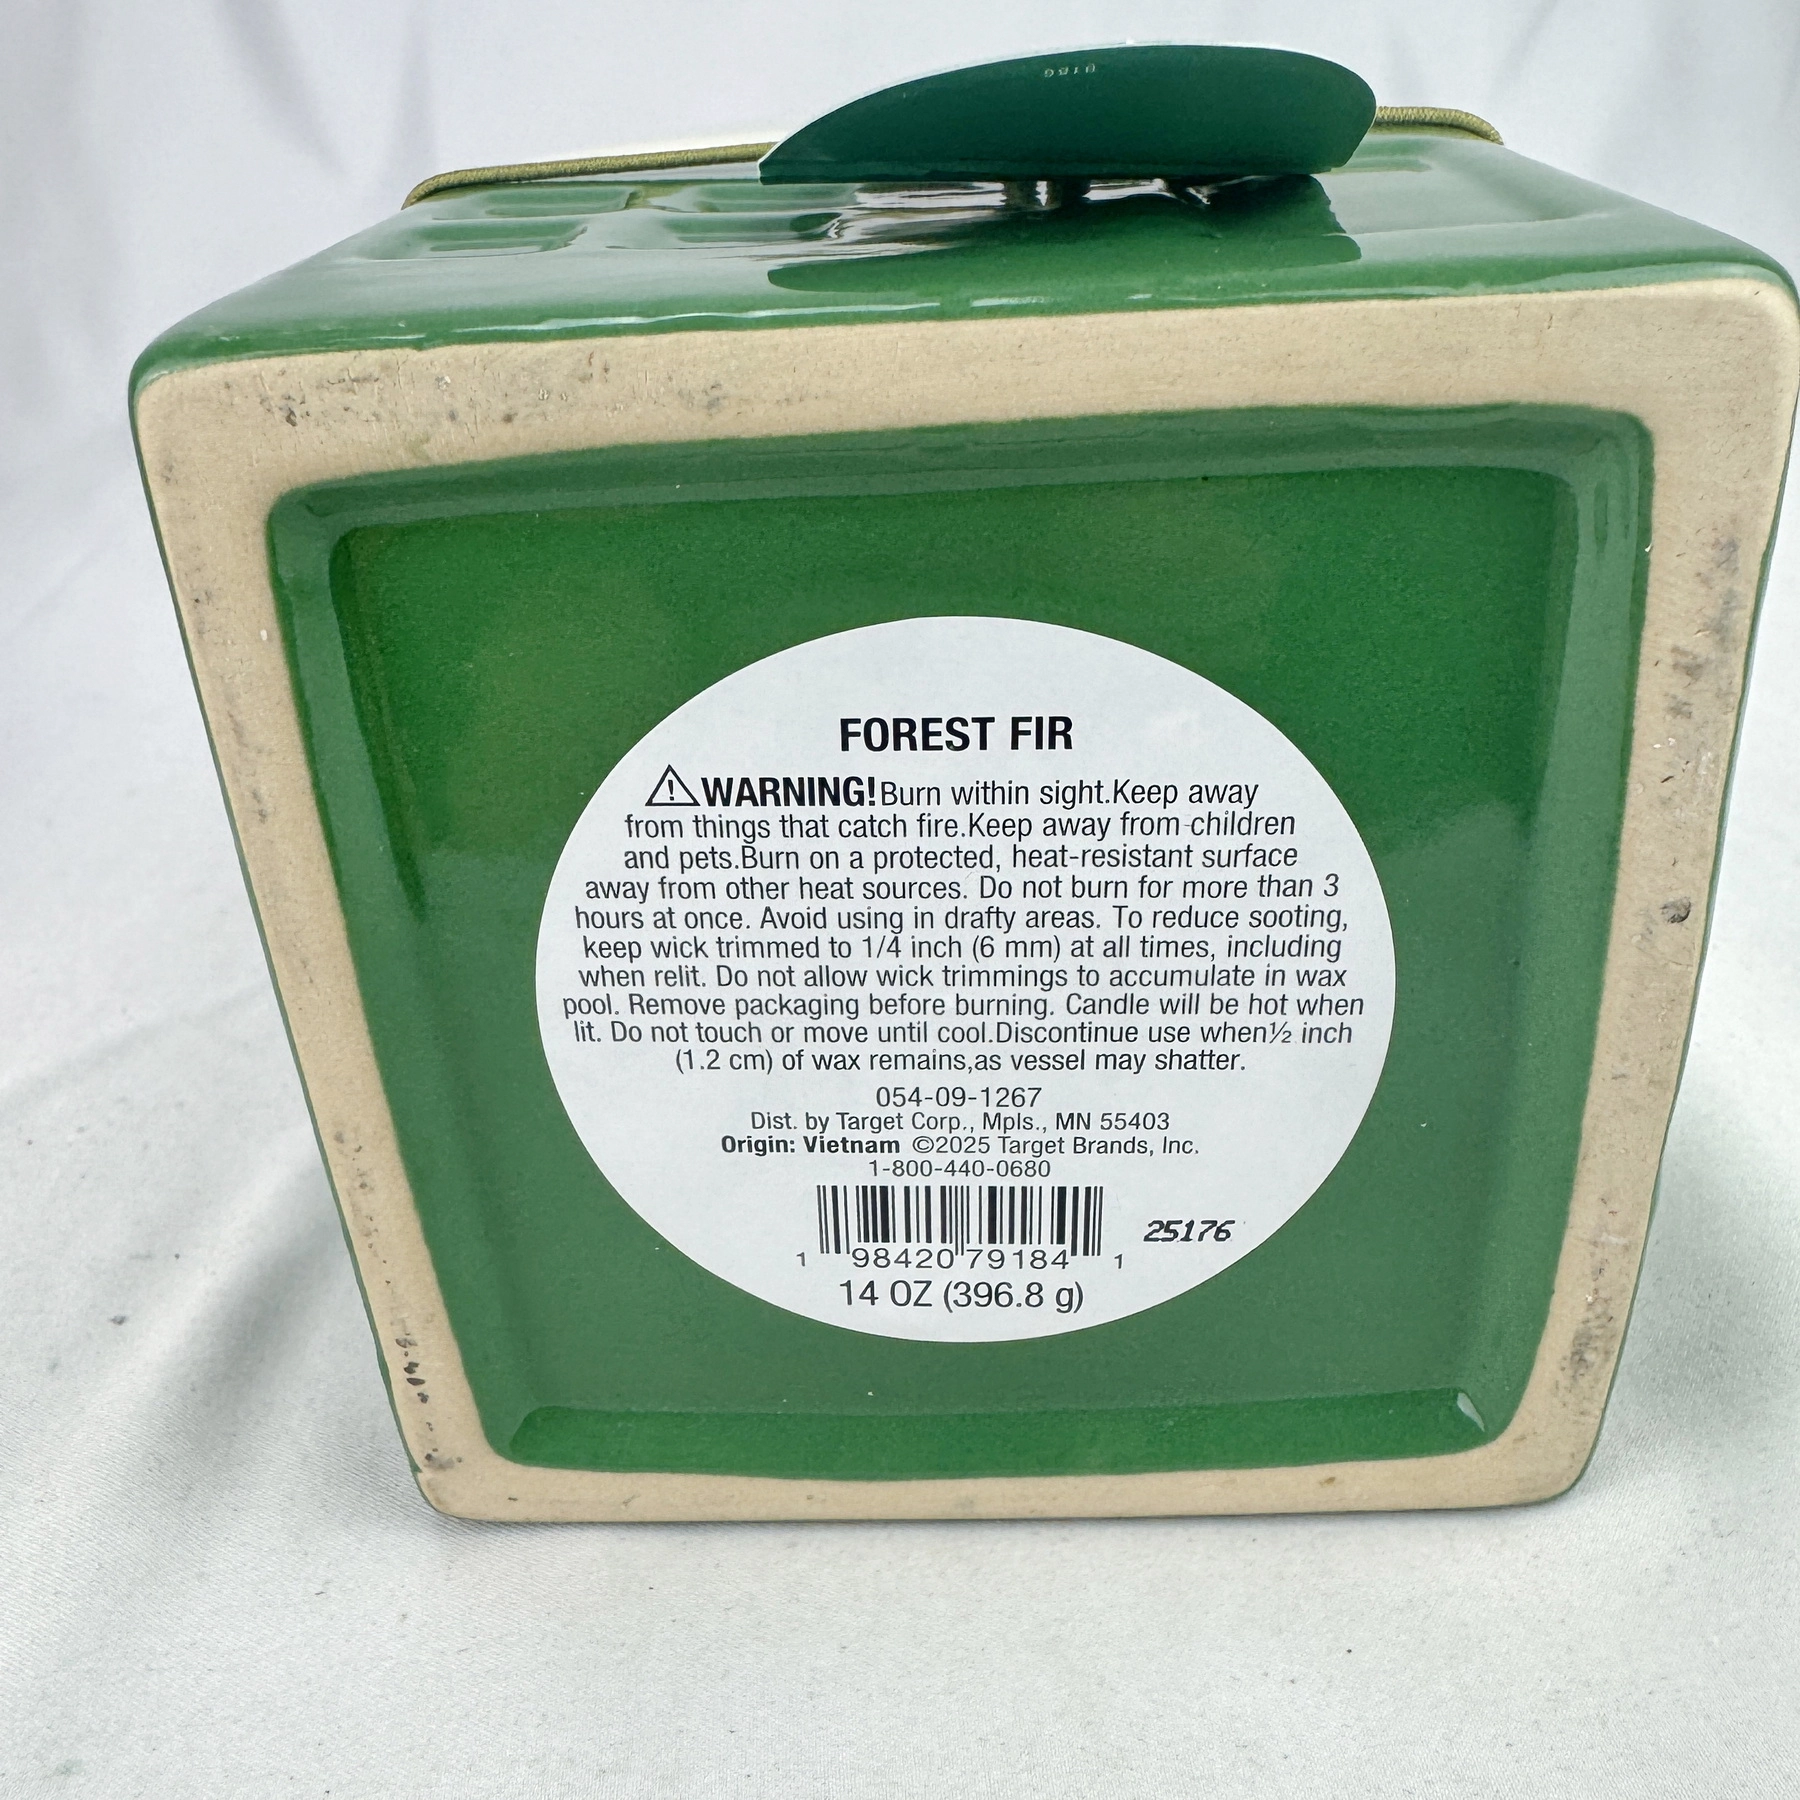 FOREST FIR
⚠WARNING!Burn within sight.Keep away
from things that catch fire.Keep away from children
and pets.Burn on a protected, heat-resistant surface
away from other heat sources. Do not burn for more than 3
hours at once. Avoid using in drafty areas. To reduce sooting,
keep wick trimmed to 1/4 inch (6 mm) at all times, including
when relit. Do not allow wick trimmings to accumulate in wax
pool. Remove packaging before burning. Candle will be hot when
lit. Do not touch or move until cool.Discontinue use when½ inch
(1.2 cm) of wax remains,as vessel may shatter.
054-09-1267
Dist. by Target Corp., Mpls., MN 55403
Origin: Vietnam ©2025 Target Brands, Inc.
1-800-440-0680
25176
1 98420 79184 1
14 OZ (396.8 g)